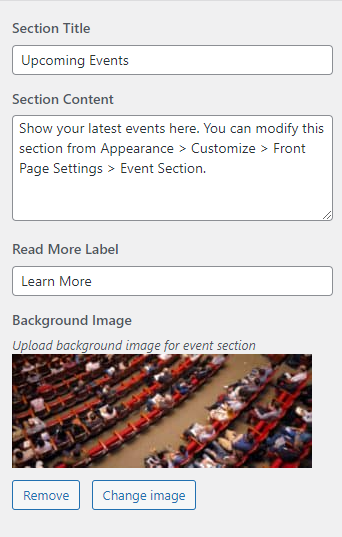 Section Title
Upcoming Events
Section Content
Show your latest events here. You can modify this
section from Appearance > Customize > Front
Page Settings > Event Section.
Read More Label
Learn More
Background Image
Upload background image for event section
Remove
Change image